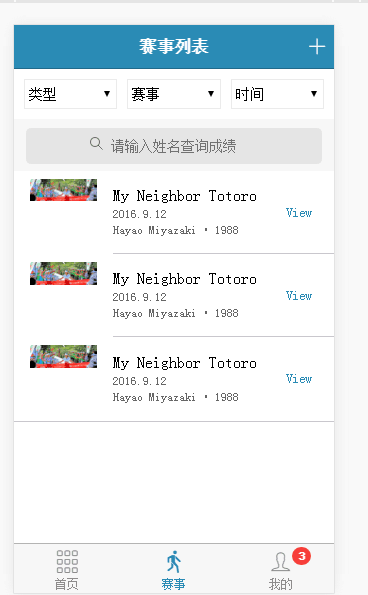 赛事列表
类型 赛事 时间
请输入姓名查询成绩
My Neighbor Totoro
2016.9.12
View
Hayao Miyazaki • 1988
My Neighbor Totoro
2016.9.12
View
Hayao Miyazaki • 1988
My Neighbor Totoro
2016.9.12
View
Hayao Miyazaki • 1988
3
首页 赛事 我的